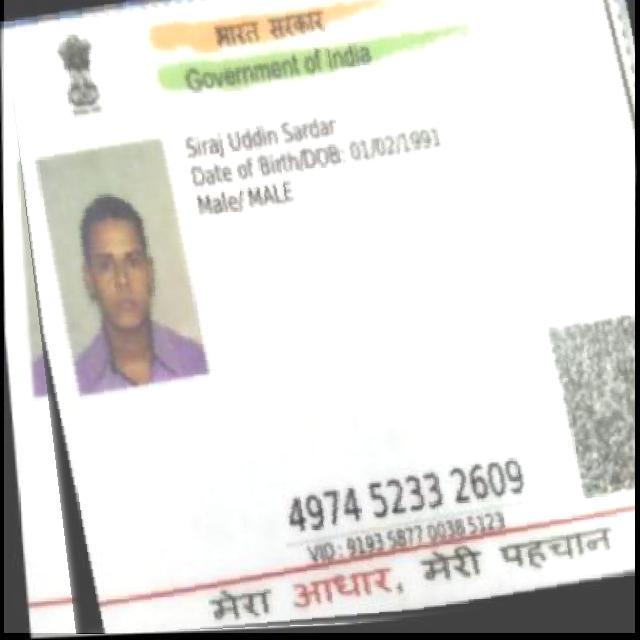 भारत सरकार
Government of India
Siraj Uddin Sardar
Date of Birth/DOB: 01/02/1991
Male/ MALE
4974 5233 2609
VID: 9193 5877 0038 5123
मेरा आधार, मेरी पहचान